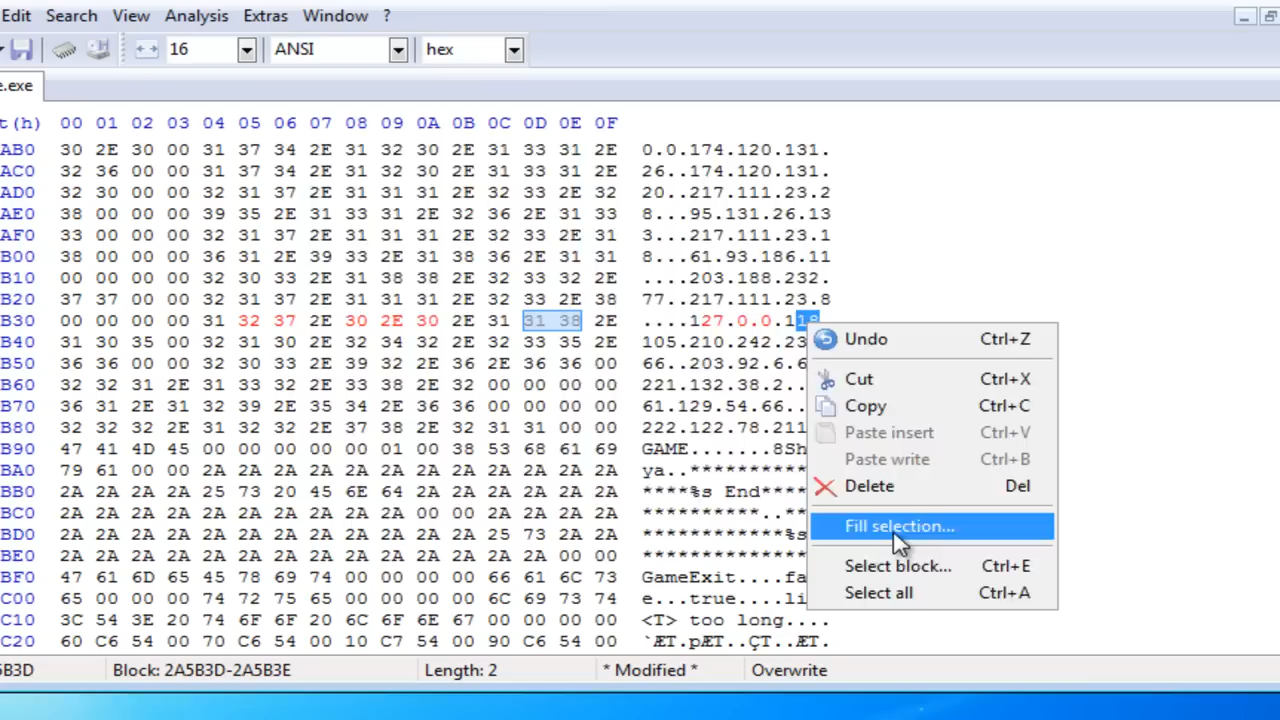 Edit Search View Analysis Extras Window ?
16 ANSI hex
e.exe
t(h) 00 01 02 03 04 05 06 07 08 09 0A 0B 0C 0D 0E 0F
AB0 30 2E 30 00 31 37 34 2E 31 32 30 2E 31 33 31 2E 0.0.174.120.131.
AC0 32 36 00 00 31 37 34 2E 31 32 30 2E 31 33 31 2E 26..174.120.131.
AD0 32 30 00 00 32 31 37 2E 31 31 31 2E 32 33 2E 32 20..217.111.23.2
AE0 38 00 00 00 39 35 2E 31 33 31 2E 32 36 2E 31 33 8...95.131.26.13
AF0 33 00 00 00 32 31 37 2E 31 31 31 2E 32 33 2E 31 3...217.111.23.1
B00 38 00 00 00 36 31 2E 39 33 2E 31 38 36 2E 31 31 8...61.93.186.11
B10 00 00 00 00 32 30 33 2E 31 38 38 2E 32 33 32 2E ....203.188.232.
B20 37 37 00 00 32 31 37 2E 31 31 31 2E 32 33 2E 38 77..217.111.23.8
B30 00 00 00 00 31 32 37 2E 30 2E 30 2E 31 31 38 2E ....127.0.0.118
B40 31 30 35 00 32 31 30 2E 32 34 32 2E 32 33 35 2E 105.210.242.23
B50 36 36 00 00 32 30 33 2E 39 32 2E 36 2E 36 36 00 66..203.92.6.6
B60 32 32 31 2E 31 33 32 2E 33 38 2E 32 00 00 00 00 221.132.38.2..
B70 36 31 2E 31 32 39 2E 35 34 2E 36 36 00 00 00 00 61.129.54.66..
B80 32 32 32 2E 31 32 32 2E 37 38 2E 32 31 31 00 00 222.122.78.211
B90 47 41 4D 45 00 00 00 00 00 01 00 38 53 68 61 69 GAME.......8Sh
BA0 79 61 00 00 2A 2A 2A 2A 2A 2A 2A 2A 2A 2A 2A 2A ya..**********
BB0 2A 2A 2A 2A 25 73 20 45 6E 64 2A 2A 2A 2A 2A 2A ****%s End****
BC0 2A 2A 2A 2A 2A 2A 2A 2A 2A 2A 00 00 2A 2A 2A 2A **********..**
BD0 2A 2A 2A 2A 2A 2A 2A 2A 2A 2A 2A 2A 25 73 2A 2A ************%s
BE0 2A 2A 2A 2A 2A 2A 2A 2A 2A 2A 2A 2A 2A 2A 00 00 **************
BF0 47 61 6D 65 45 78 69 74 00 00 00 00 66 61 6C 73 GameExit....fa
C00 65 00 00 00 74 72 75 65 00 00 00 00 6C 69 73 74 e...true....li
C10 3C 54 3E 20 74 6F 6F 20 6C 6F 6E 67 00 00 00 00 <T> too long....
C20 60 C6 54 00 70 C6 54 00 10 C7 54 00 90 C6 54 00 `ÆT.pÆT..ÇT..ÆT.
Undo Ctrl+Z
Cut Ctrl+X
Copy Ctrl+C
Paste insert Ctrl+V
Paste write Ctrl+B
Delete Del
Fill selection...
Select block... Ctrl+E
Select all Ctrl+A
5B3D Block: 2A5B3D-2A5B3E Length: 2 * Modified * Overwrite